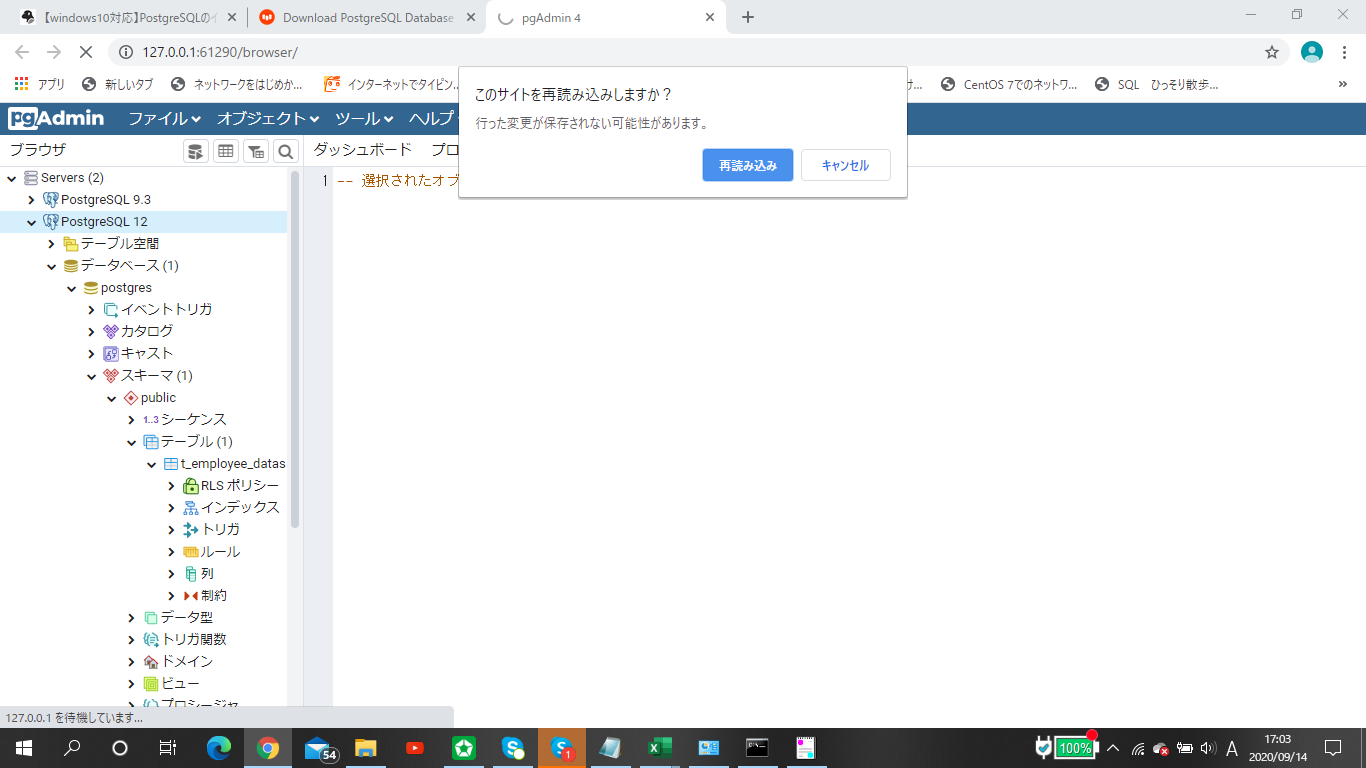 【windows10対応】PostgreSQLの
Download PostgreSQL Database
pgAdmin 4
127.0.0.1:61290/browser/
アプリ
新しいタブ
ネットワークをはじめか...
インターネットでタイピン...
け...
CentOS 7でのネットワ...
SQL ひっそり散歩...
»
このサイトを再読み込みしますか？
行った変更が保存されない可能性があります。
再読み込み
キャンセル
pgAdmin
ファイル
オブジェクト
ツール
ヘルプ
ブラウザ
ダッシュボード
プロ
1 -- 選択されたオブ
Servers (2)
PostgreSQL 9.3
PostgreSQL 12
テーブル空間
データベース (1)
postgres
イベントトリガ
カタログ
キャスト
スキーマ (1)
public
1..3 シーケンス
テーブル (1)
t_employee_datas
RLS ポリシー
インデックス
トリガ
ルール
列
制約
データ型
トリガ関数
ドメイン
ビュー
プロシージャ
127.0.0.1 を待機しています...
54
1
100%
A
17:03
2020/09/14